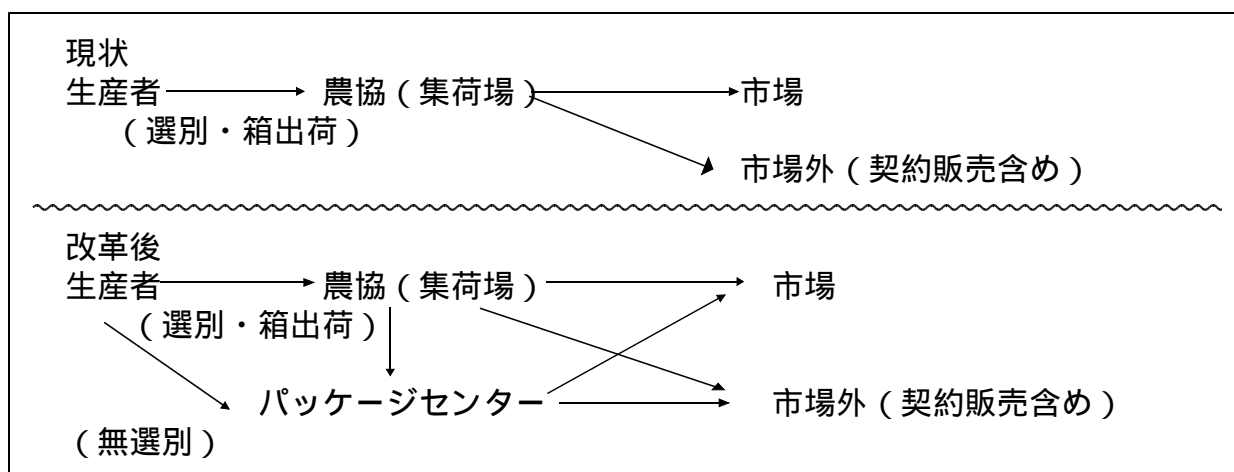 現状
生産者 農協（集荷場） 市場
（選別・箱出荷）
市場外（契約販売含め）
改革後
生産者 農協（集荷場） 市場
（選別・箱出荷）
パッケージセンター 市場外（契約販売含め）
（無選別）